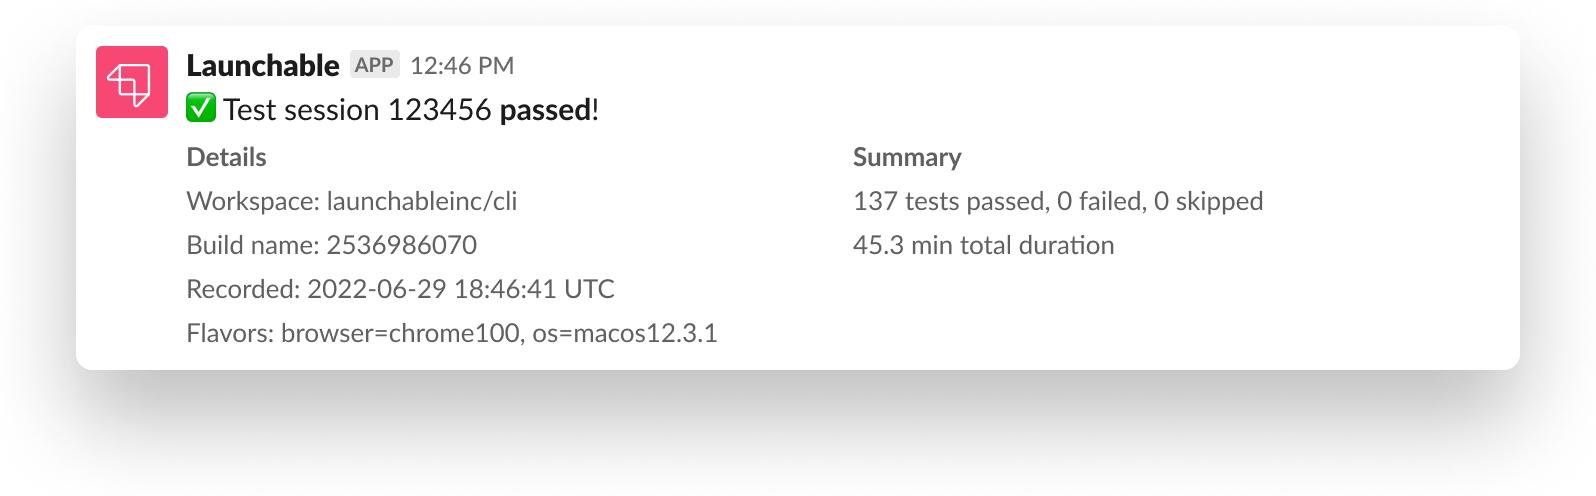 Launchable APP 12:46 PM
✅ Test session 123456 passed!
Details
Workspace: launchableinc/cli
Build name: 2536986070
Recorded: 2022-06-29 18:46:41 UTC
Flavors: browser=chrome100, os=macos12.3.1
Summary
137 tests passed, 0 failed, 0 skipped
45.3 min total duration